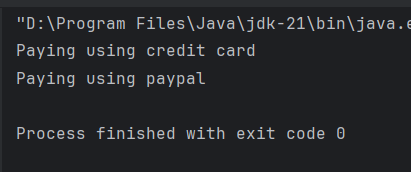 "D:\Program Files\Java\jdk-21\bin\java.e
Paying using credit card
Paying using paypal
Process finished with exit code 0